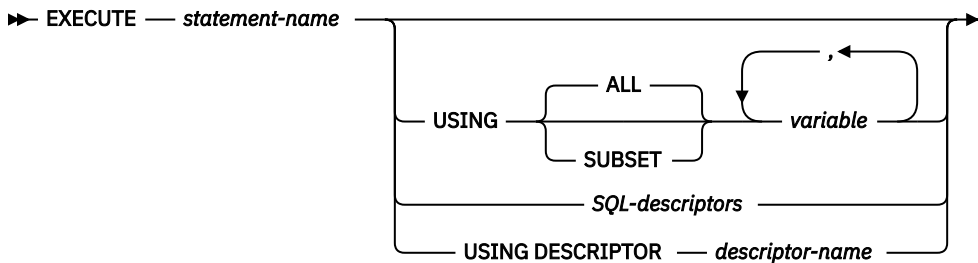 EXECUTE statement-name
,
ALL
USING variable
SUBSET
SQL-descriptors
USING DESCRIPTOR descriptor-name